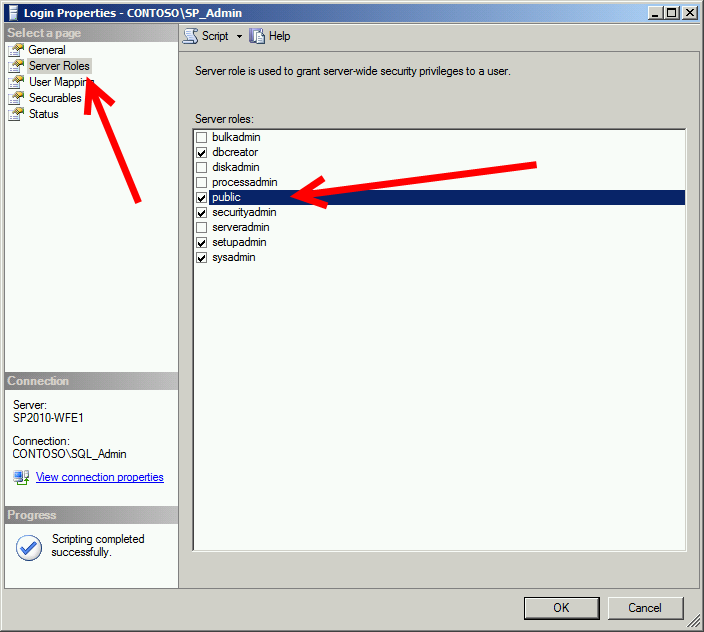 Login Properties - CONTOSO\SP_Admin
Select a page
General
Server Roles
User Mapping
Securables
Status
Script
Help
Server role is used to grant server-wide security privileges to a user.
Server roles:
bulkadmin
dbcreator
diskadmin
processadmin
public
securityadmin
serveradmin
setupadmin
sysadmin
Connection
Server:
SP2010-WFE1
Connection:
CONTOSO\SQL_Admin
View connection properties
Progress
Scripting completed
successfully.
OK
Cancel